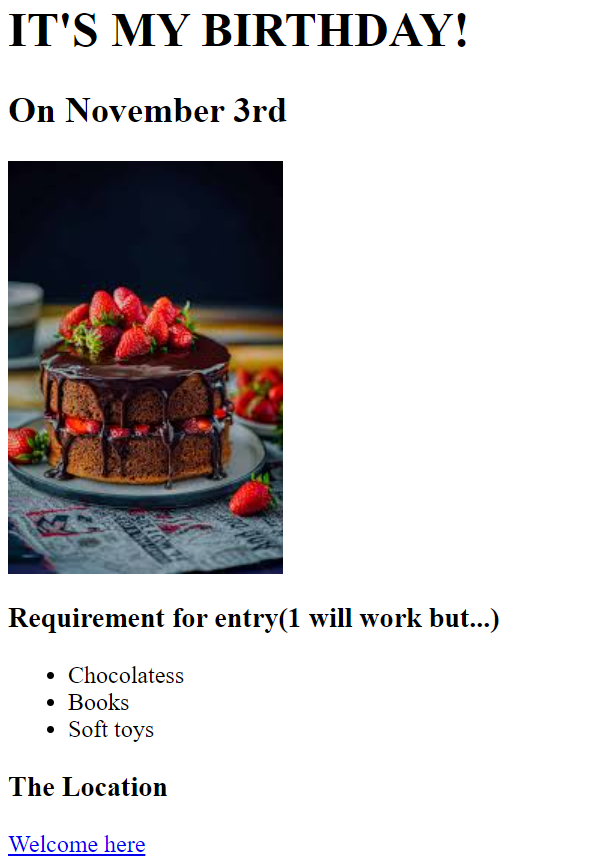 IT'S MY BIRTHDAY!
On November 3rd
Requirement for entry(1 will work but...)
Chocolatess
Books
Soft toys
The Location
Welcome here